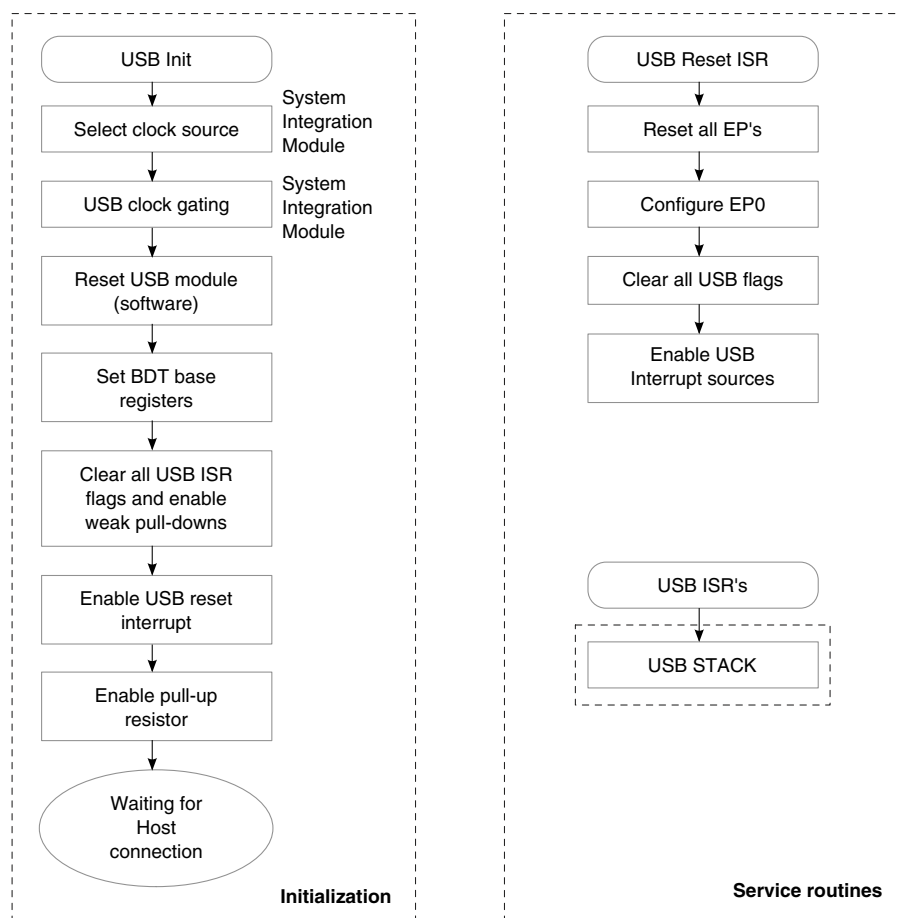 USB Init
Select clock source
System
Integration
Module
USB clock gating
System
Integration
Module
Reset USB module
(software)
Set BDT base
registers
Clear all USB ISR
flags and enable
weak pull-downs
Enable USB reset
interrupt
Enable pull-up
resistor
Waiting for
Host
connection
Initialization
USB Reset ISR
Reset all EP's
Configure EP0
Clear all USB flags
Enable USB
Interrupt sources
USB ISR's
USB STACK
Service routines